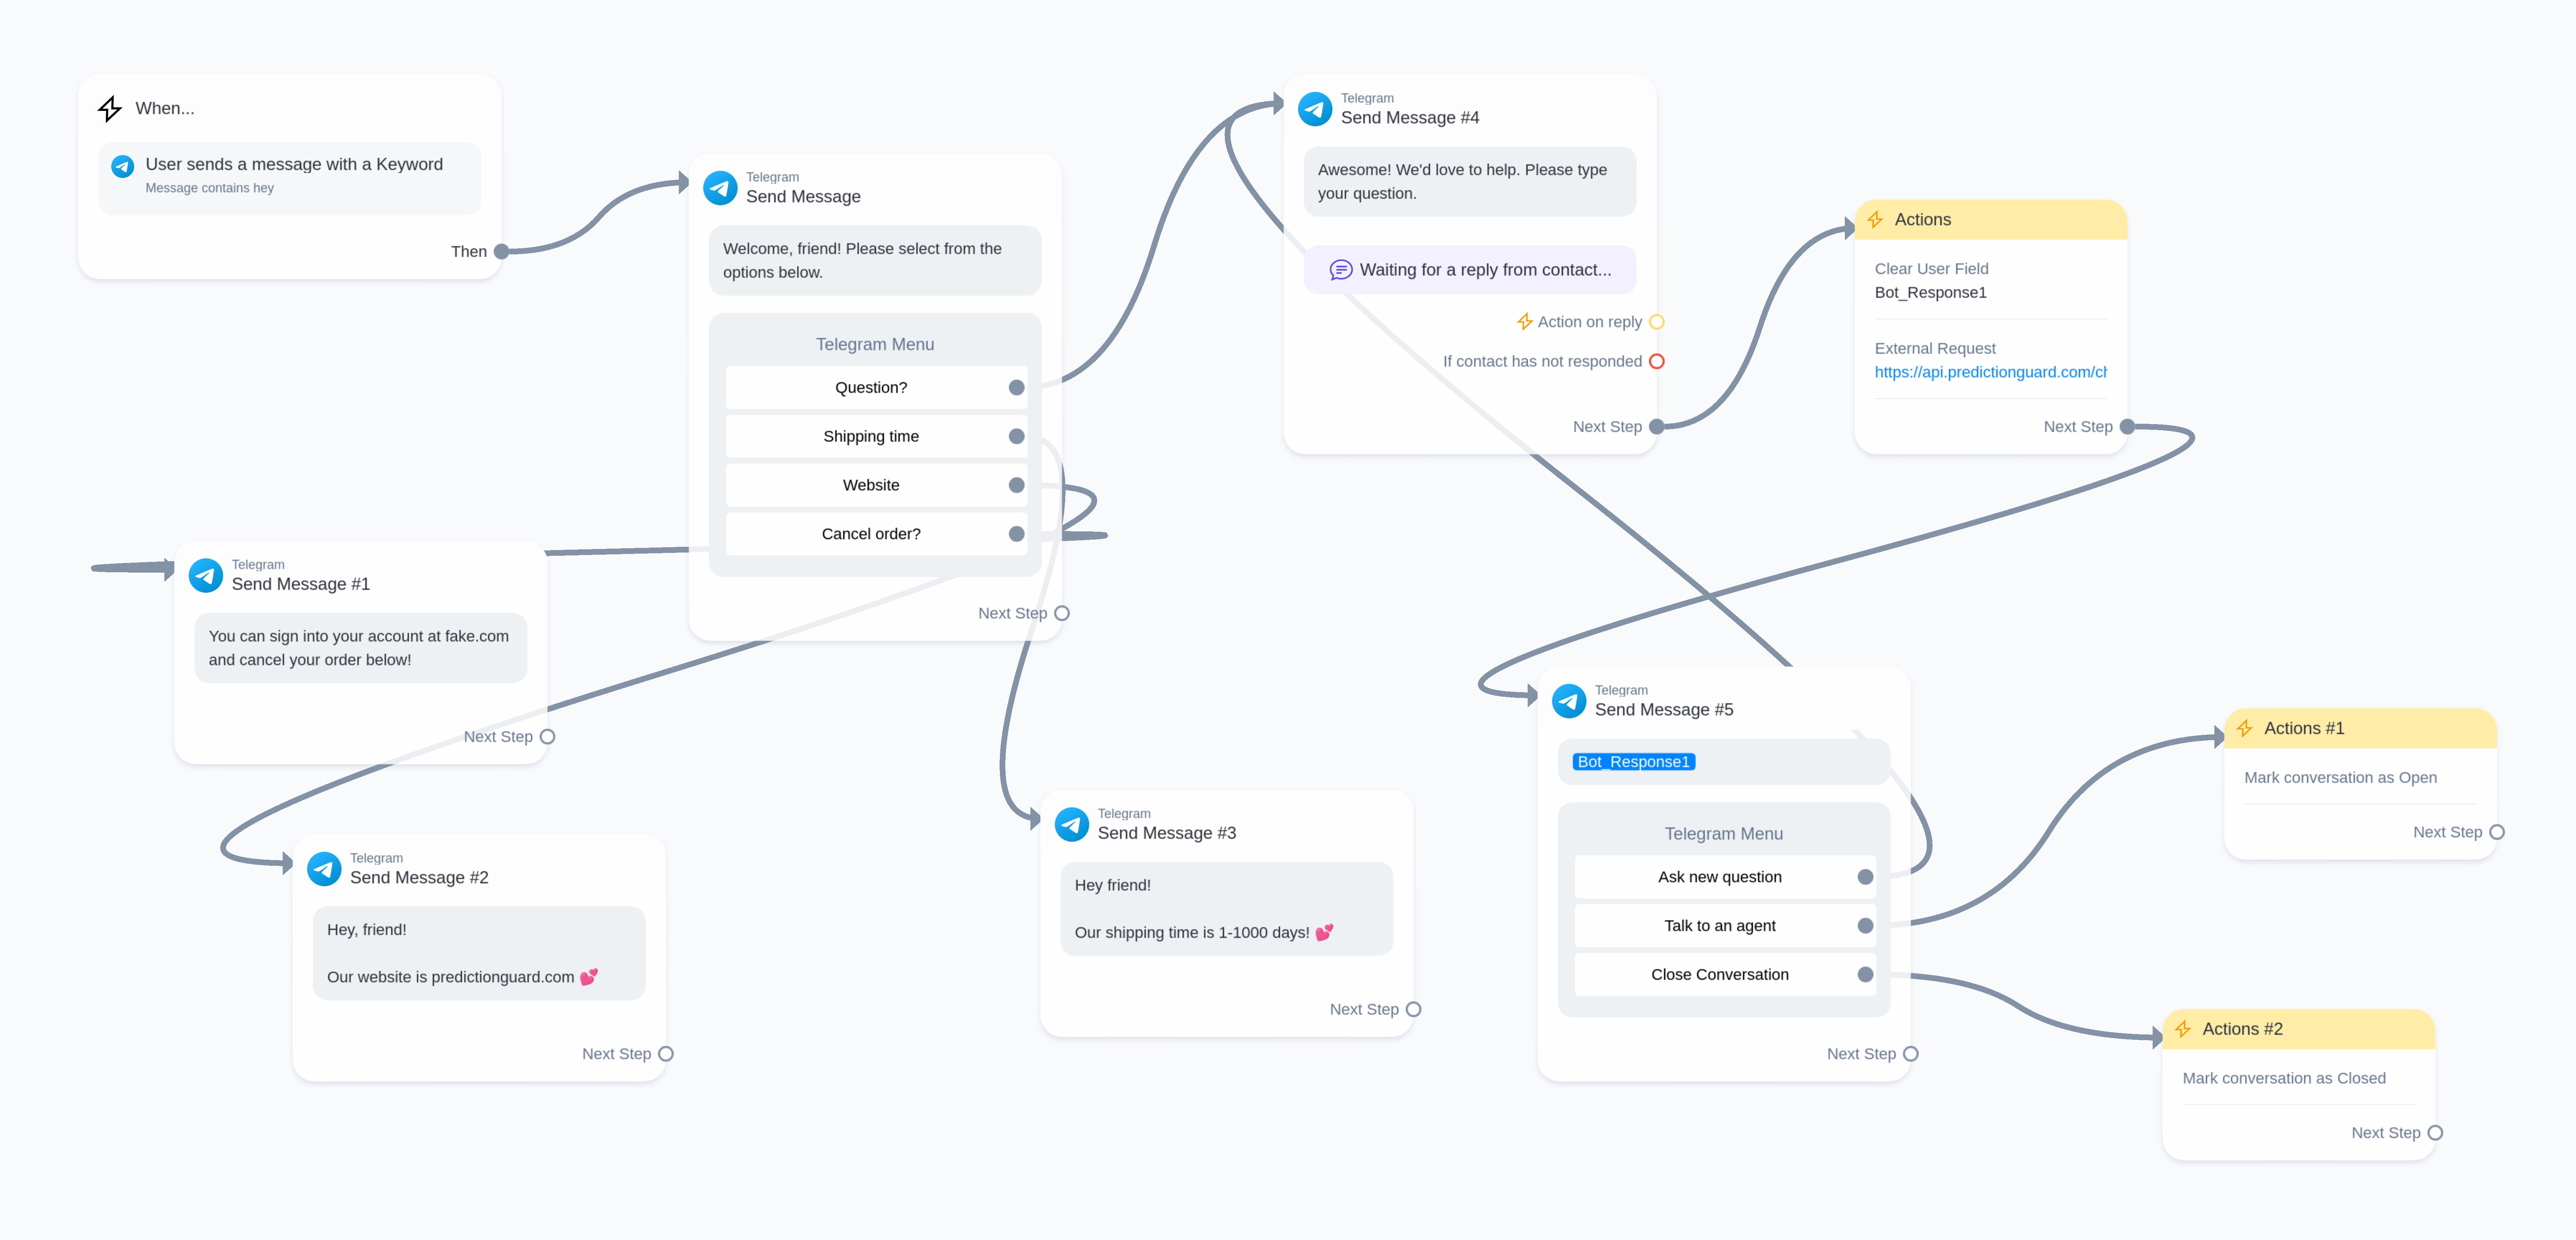 When...
User sends a message with a Keyword
Message contains hey
Then
Telegram
Send Message
Welcome, friend! Please select from the
options below.
Telegram Menu
Question?
Shipping time
Website
Cancel order?
Next Step
Telegram
Send Message #4
Awesome! We'd love to help. Please type
your question.
Waiting for a reply from contact...
Action on reply
If contact has not responded
Next Step
Actions
Clear User Field
Bot_Response1
External Request
https://api.predictionguard.com/ch
Next Step
Telegram
Send Message #1
You can sign into your account at fake.com
and cancel your order below!
Next Step
Telegram
Send Message #2
Hey, friend!
Our website is predictionguard.com 💕
Next Step
Telegram
Send Message #3
Hey friend!
Our shipping time is 1-1000 days! 💕
Next Step
Telegram
Send Message #5
Bot_Response1
Telegram Menu
Ask new question
Talk to an agent
Close Conversation
Next Step
Actions #1
Mark conversation as Open
Next Step
Actions #2
Mark conversation as Closed
Next Step